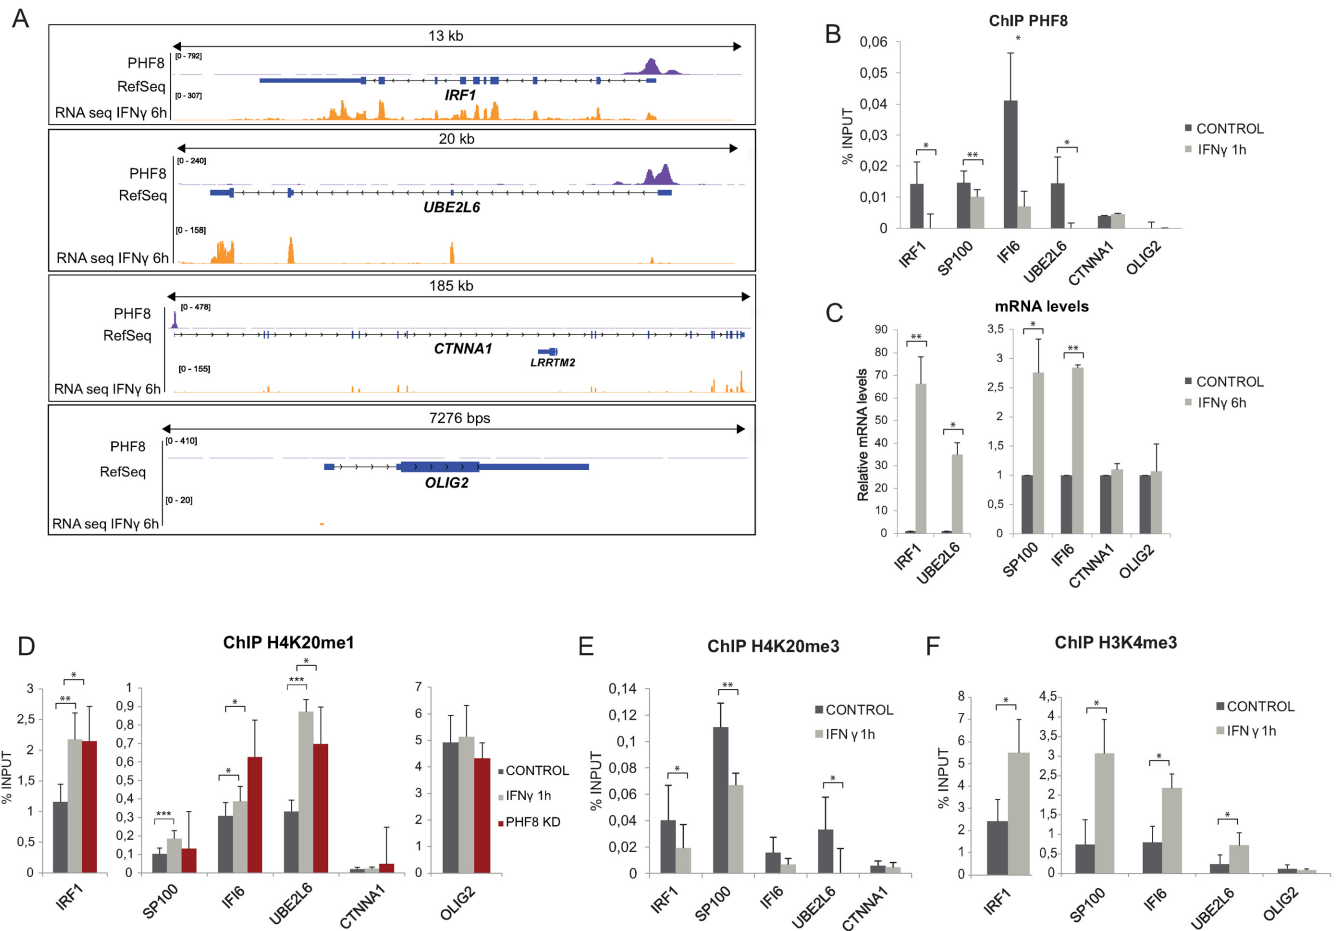 A
13 kb
[0 - 792]
PHF8
RefSeq
IRF1
[0 - 307]
RNA seq IFNγ 6h
20 kb
[0 - 240]
PHF8
RefSeq
UBE2L6
[0 - 158]
RNA seq IFNγ 6h
185 kb
[0 - 478]
PHF8
RefSeq
CTNNA1
LRRTM2
[0 - 155]
RNA seq IFNγ 6h
7276 bps
[0 - 410]
PHF8
RefSeq
OLIG2
[0 - 20]
RNA seq IFNγ 6h
B
ChIP PHF8
% INPUT
0,06
0,05
0,04
0,03
0,02
0,01
0,0
*
**
*
*
IRF1
SP100
IFI6
UBE2L6
CTNNA1
OLIG2
CONTROL
IFNγ 1h
C
mRNA levels
Relative mRNA levels
90
80
70
60
50
40
30
20
10
0
**
*
IRF1
UBE2L6
3,5
3
2,5
2
1,5
1
0,5
0
*
**
SP100
IFI6
CTNNA1
OLIG2
CONTROL
IFNγ 6h
D
ChIP H4K20me1
% INPUT
3
2,5
2
1,5
1
0,5
0
*
**
IRF1
1
0,9
0,8
0,7
0,6
0,5
0,4
0,3
0,2
0,1
0
***
*
*
***
*
SP100
IFI6
UBE2L6
CTNNA1
7
6
5
4
3
2
1
0
OLIG2
CONTROL
IFNγ 1h
PHF8 KD
E
ChIP H4K20me3
% INPUT
0,14
0,12
0,1
0,08
0,06
0,04
0,02
0
*
**
*
IRF1
SP100
IFI6
UBE2L6
CTNNA1
CONTROL
IFN γ 1h
F
ChIP H3K4me3
% INPUT
8
7
6
5
4
3
2
1
0
*
IRF1
4,5
4
3,5
3
2,5
2
1,5
1
0,5
0
*
*
*
SP100
IFI6
UBE2L6
OLIG2
CONTROL
IFN γ 1h